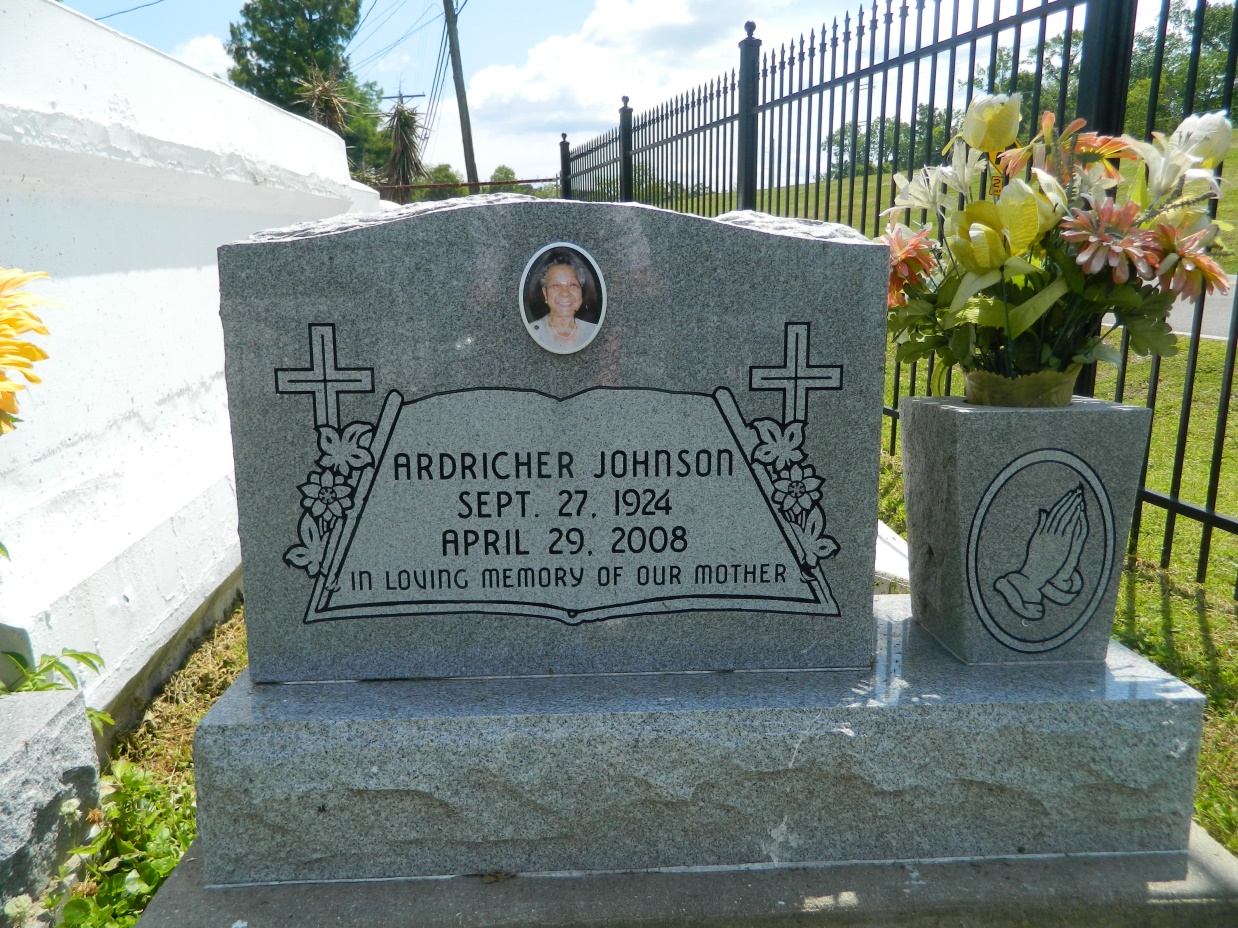 ARDRICHER JOHNSON
SEPT. 27, 1924
APRIL 29, 2008
IN LOVING MEMORY OF OUR MOTHER